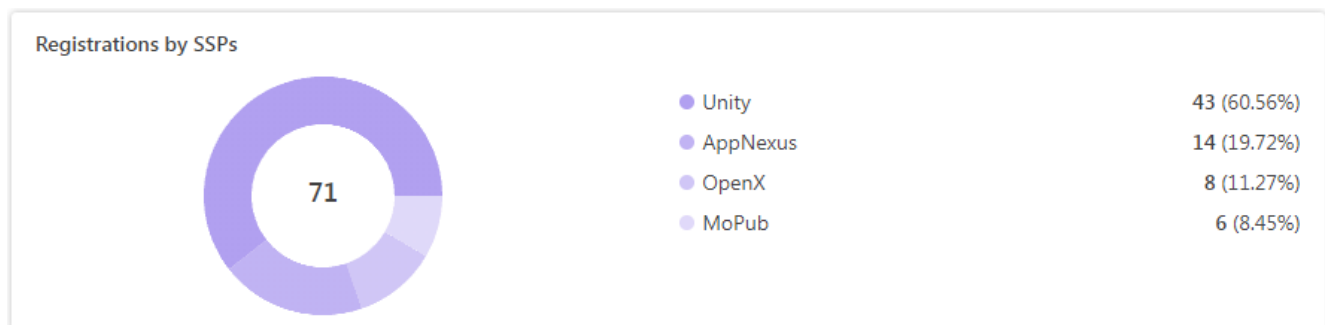 Registrations by SSPs
71
Unity 43 (60.56%)
AppNexus 14 (19.72%)
OpenX 8 (11.27%)
MoPub 6 (8.45%)